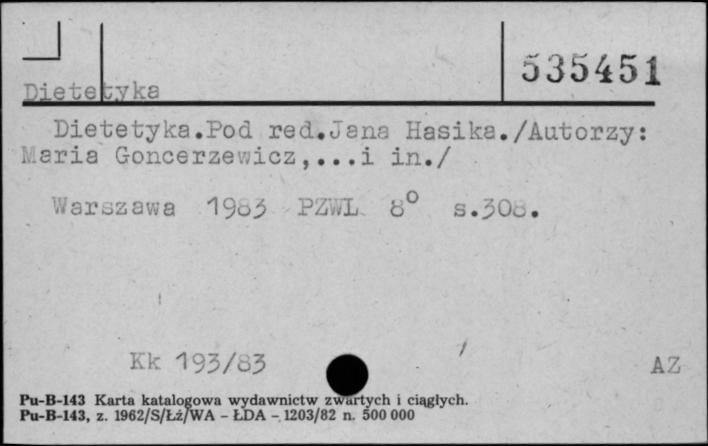 535451
Dietetyka
Dietetyka.Pod red.Jana Hasika./Autorzy:
Maria Goncerzewicz,...i in./
Warszawa 1983 PZWL 8° s.308.
Kk 193/83
AZ
Pu-B-143 Karta katalogowa wydawnictw zwartych i ciągłych.
Pu-B-143, z. 1962/S/Łż/WA - ŁDA - 1203/82 n. 500 000